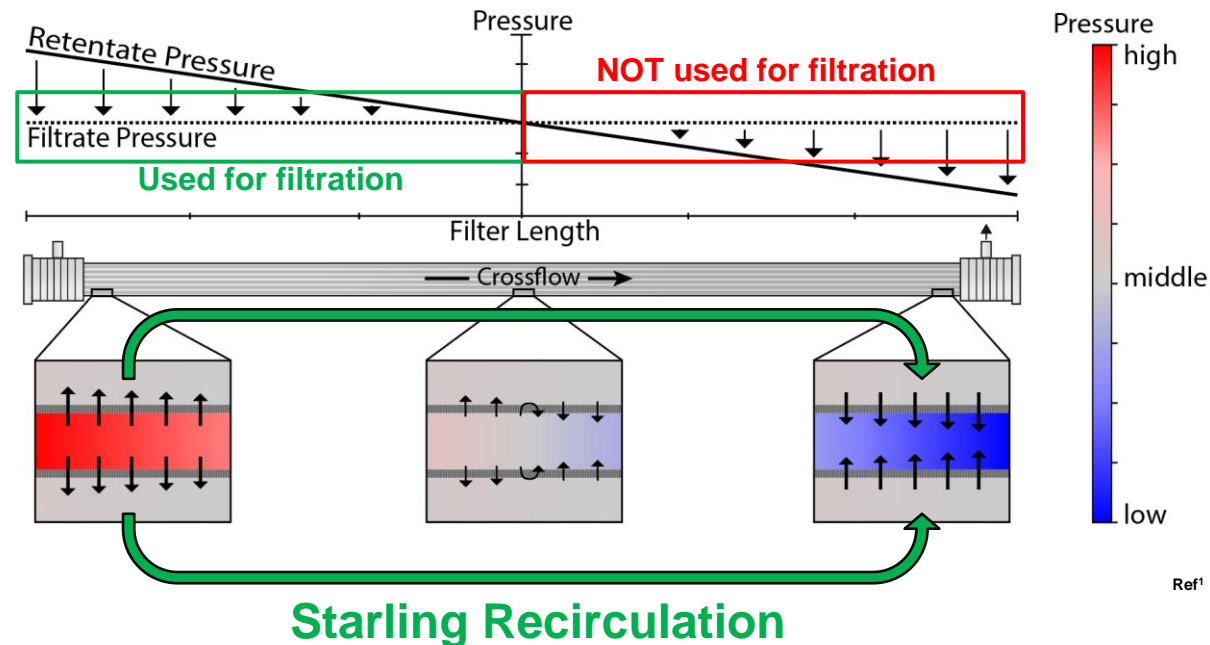 Pressure
Retentate Pressure
NOT used for filtration
Filtrate Pressure
Used for filtration
Filter Length
Crossflow
Pressure
high
middle
low
Ref¹
Starling Recirculation